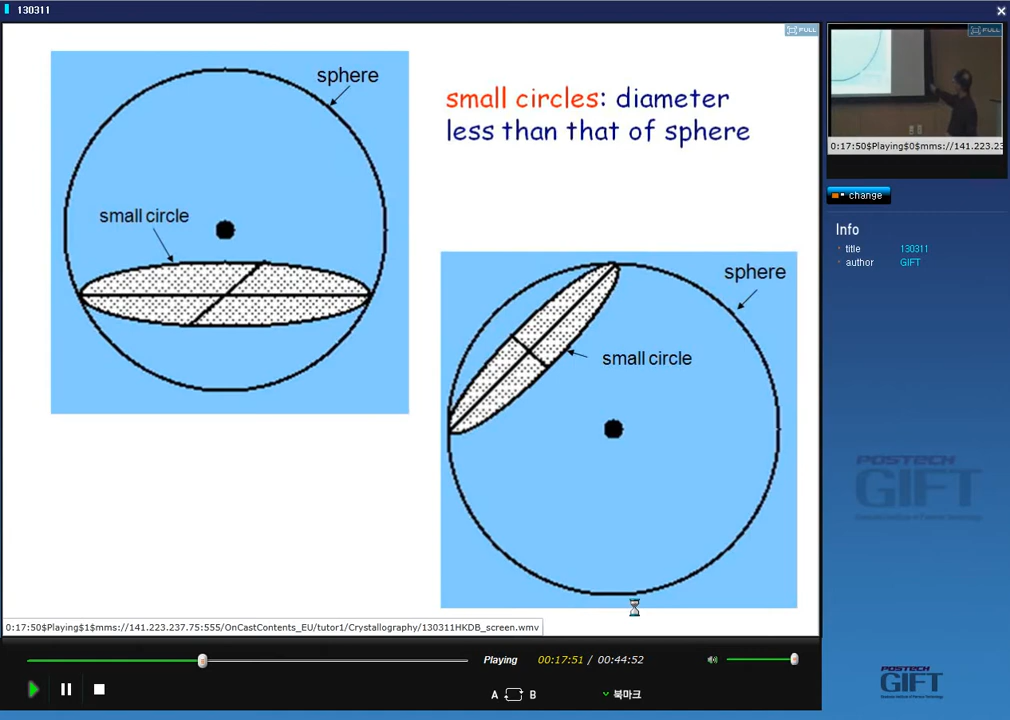 130311
FULL
sphere
small circle
small circles: diameter
less than that of sphere
sphere
small circle
FULL
0:17:50$Playing$0$mms://141.223.23
change
Info
title 130311
author GIFT
POSTECH
GIFT
0:17:50$Playing$1$mms://141.223.237.75:555/OnCastContents_EU/tutor1/Crystallography/130311HKDB_screen.wmv
Playing 00:17:51 / 00:44:52
A B 북마크
POSTECH
GIFT